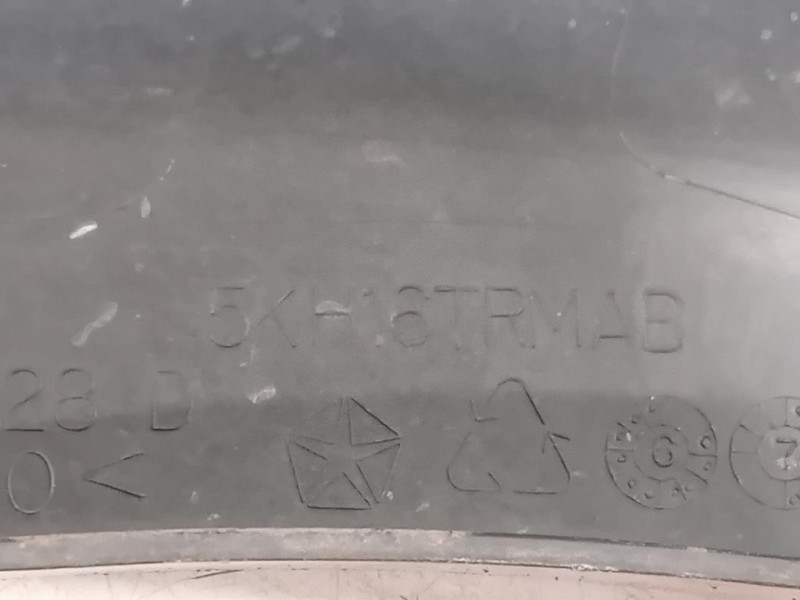 5KH16TRMAB
28 D
O <
6 7